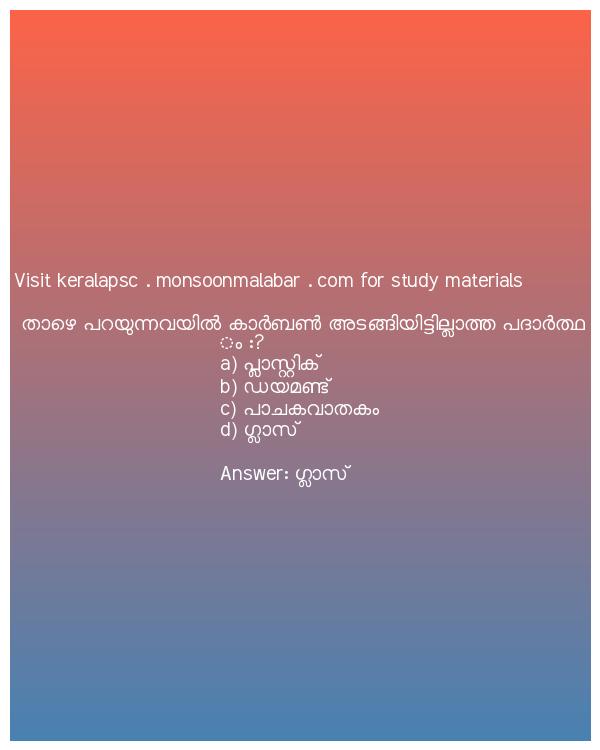 Visit keralapsc . monsoonmalabar . com for study materials
താഴെ പറയുന്നവയിൽ കാർബൺ അടങ്ങിയിട്ടില്ലാത്ത പദാർത്ഥ
ം :?
a) പ്ലാസ്റ്റിക്
b) ഡയമണ്ട്
c) പാചകവാതകം
d) ഗ്ലാസ്
Answer: ഗ്ലാസ്